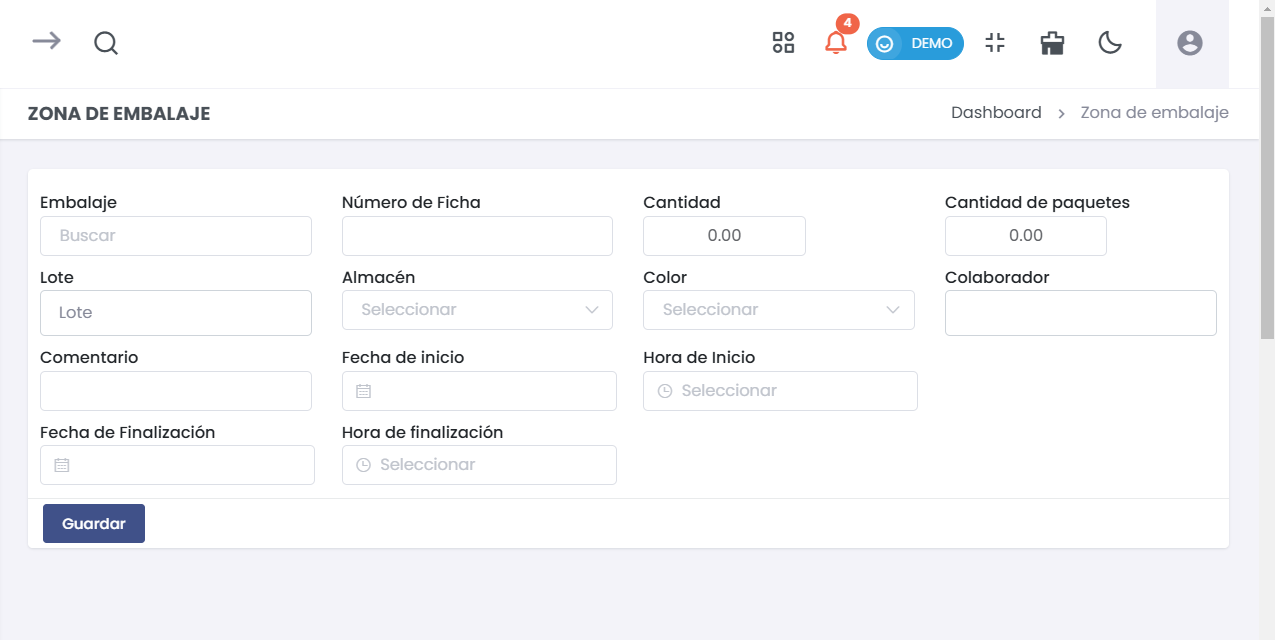 4
DEMO
ZONA DE EMBALAJE
Dashboard > Zona de embalaje
Embalaje Número de Ficha Cantidad Cantidad de paquetes
Buscar 0.00 0.00
Lote Almacén Color Colaborador
Lote Seleccionar Seleccionar
Comentario Fecha de inicio Hora de Inicio
Seleccionar
Fecha de Finalización Hora de finalización
Seleccionar
Guardar